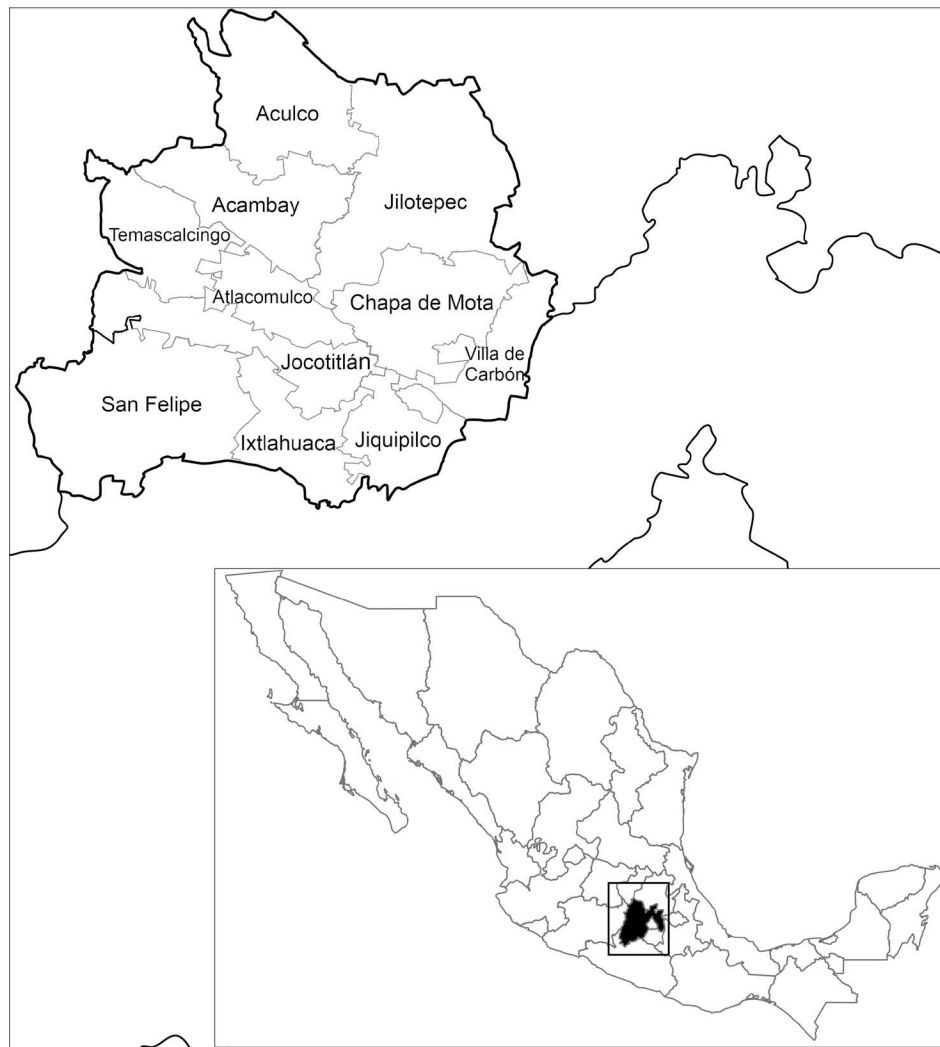 Aculco
Acambay
Jilotepec
Temascalcingo
Atlacomulco
Chapa de Mota
Jocotitlán
Villa de
Carbón
San Felipe
Ixtlahuaca
Jiquipilco